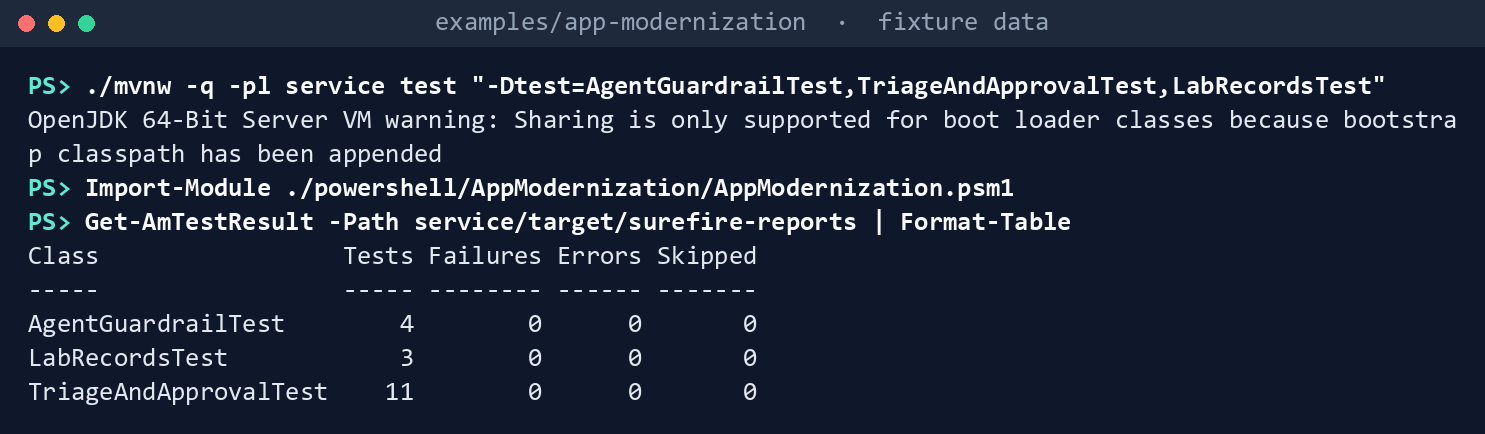 examples/app-modernization · fixture data
PS> ./mvnw -q -pl service test "-Dtest=AgentGuardrailTest,TriageAndApprovalTest,LabRecordsTest"
OpenJDK 64-Bit Server VM warning: Sharing is only supported for boot loader classes because bootstra
p classpath has been appended
PS> Import-Module ./powershell/AppModernization/AppModernization.psm1
PS> Get-AmTestResult -Path service/target/surefire-reports | Format-Table
Class                 Tests Failures Errors Skipped
-----                 ----- -------- ------ -------
AgentGuardrailTest        4        0      0       0
LabRecordsTest            3        0      0       0
TriageAndApprovalTest    11        0      0       0